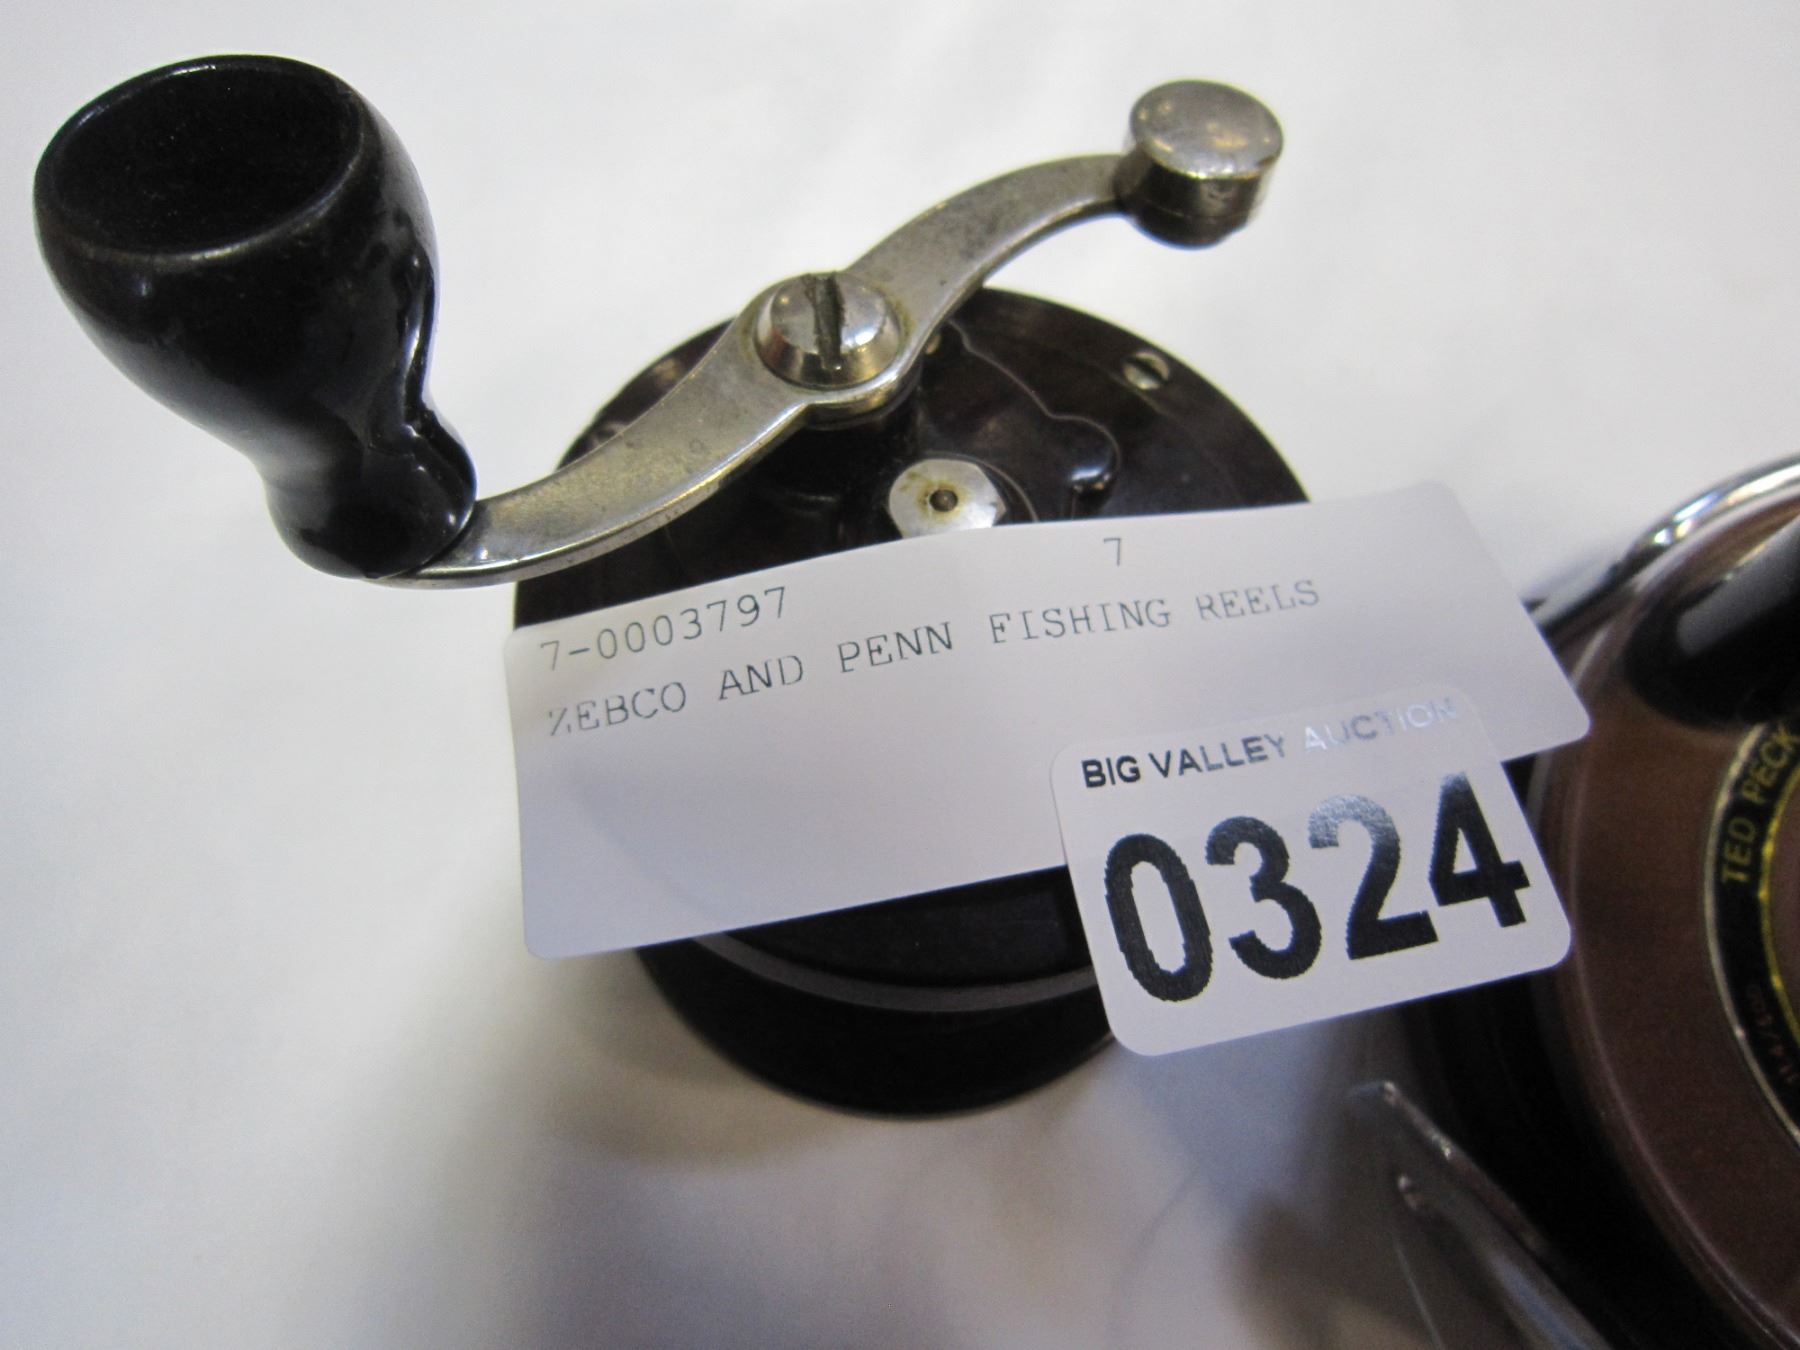 7-0003797 7
ZEBCO AND PENN FISHING REELS
BIG VALLEY AUCTION
0324
TED PECK